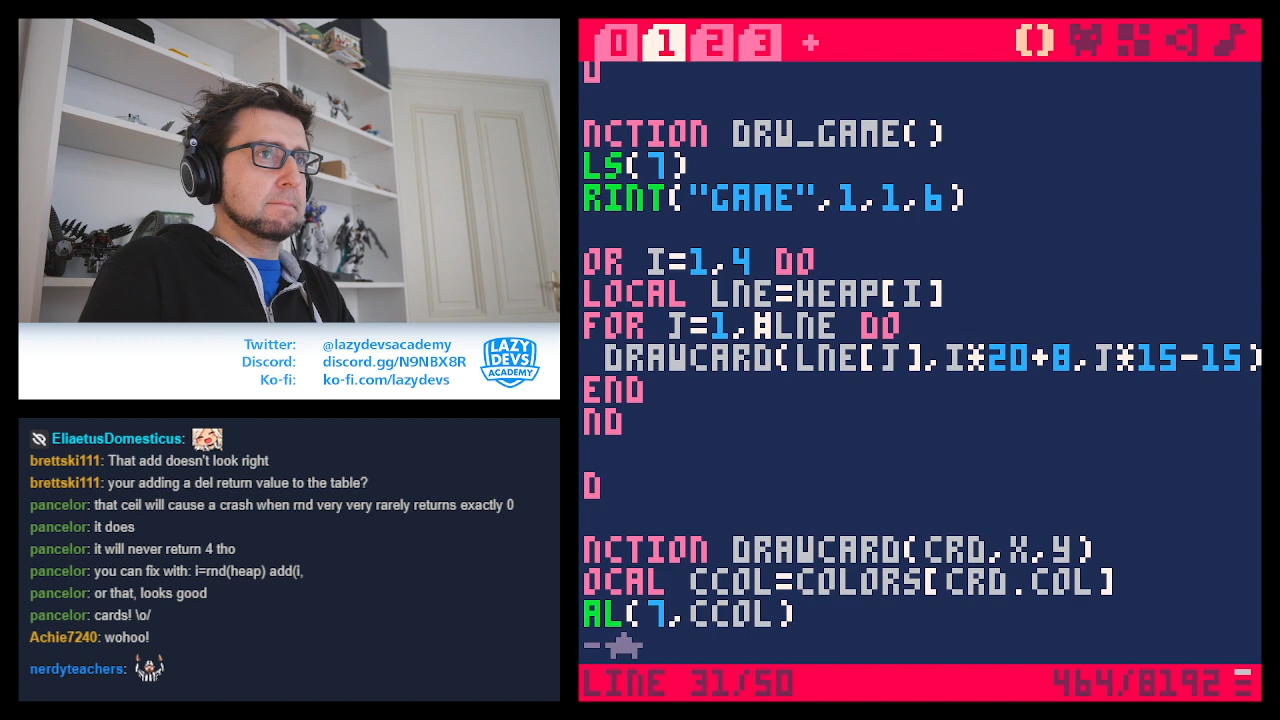 Twitter: @lazydevsacademy
Discord: discord.gg/N9NBX8R
Ko-fi: ko-fi.com/lazydevs
LAZY DEVS ACADEMY
EliaetusDomesticus:
brettski111: That add doesn't look right
brettski111: your adding a del return value to the table?
pancelor: that ceil will cause a crash when rnd very very rarely returns exactly 0
pancelor: it does
pancelor: it will never return 4 tho
pancelor: you can fix with: i=rnd(heap) add(i,
pancelor: or that, looks good
pancelor: cards! \o/
Achie7240: wohoo!
nerdyteachers:
0 1 2 3 +
NCTION DRW_GAME()
LS(7)
RINT("GAME",1,1,6)
OR I=1,4 DO
LOCAL LNE=HEAP[I]
FOR J=1,#LNE DO
DRAWCARD(LNE[J],I*20+8,J*15-15)
END
ND
D
NCTION DRAWCARD(CRD,X,Y)
OCAL CCOL=COLORS[CRD.COL]
AL(7,CCOL)
LINE 31/50
464/8192